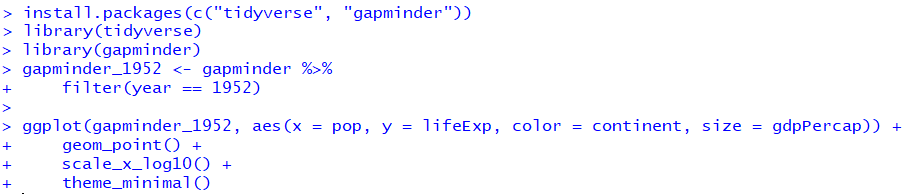 > install.packages(c("tidyverse", "gapminder"))
> library(tidyverse)
> library(gapminder)
> gapminder_1952 <- gapminder %>%
+     filter(year == 1952)
>
> ggplot(gapminder_1952, aes(x = pop, y = lifeExp, color = continent, size = gdpPercap)) +
+     geom_point() +
+     scale_x_log10() +
+     theme_minimal()